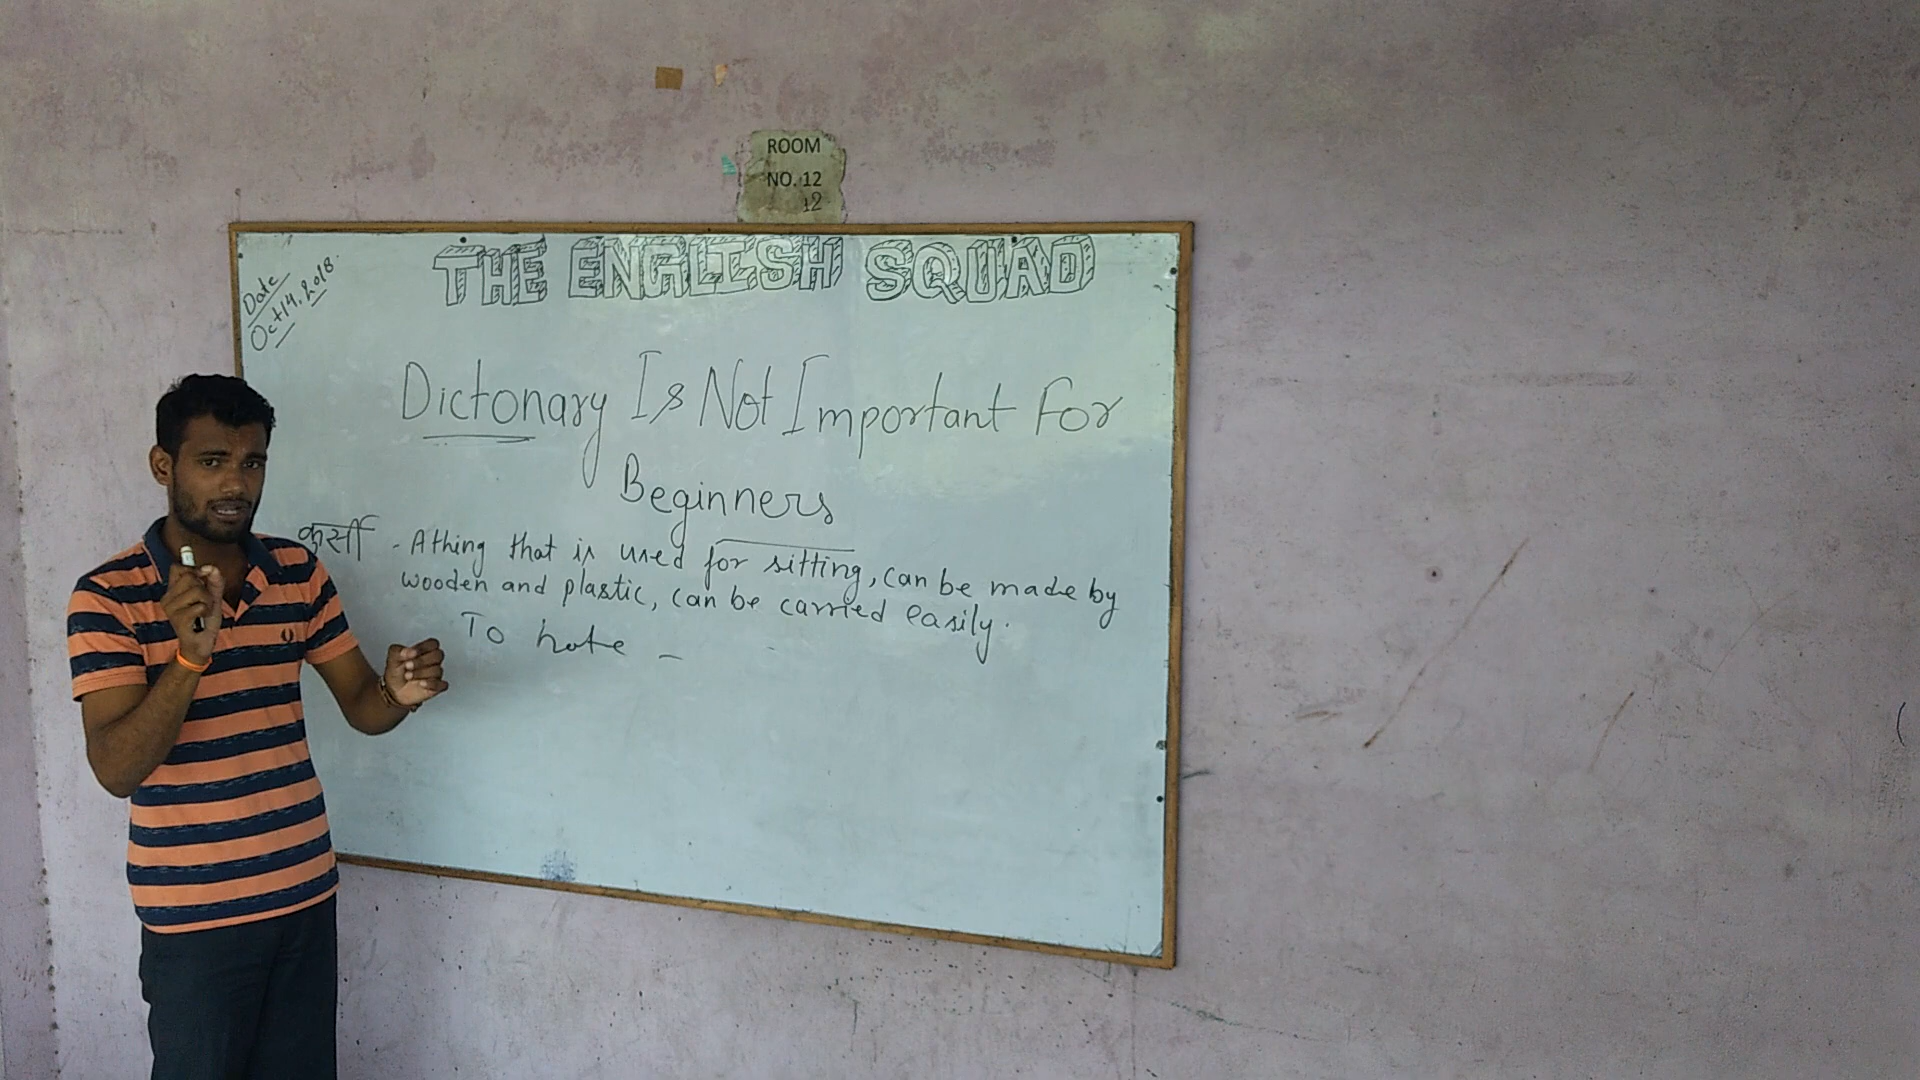 ROOM
NO. 12
12
THE ENGLISH SQUAD
Date
Oct 14, 2018.
Dictonary Is Not Important For
Beginners
कुर्सी - A thing that is used for sitting, can be made by
wooden and plastic, can be carried easily.
To hate -